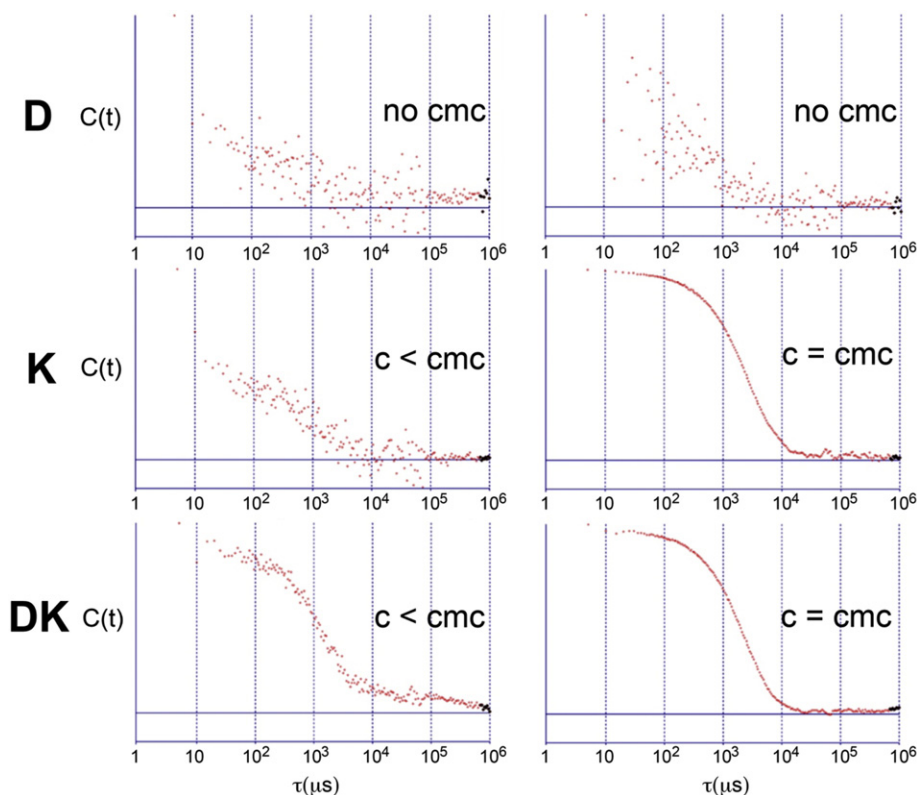 D C(t) no cmc no cmc
1 10 10² 10³ 10⁴ 10⁵ 10⁶ 1 10 10² 10³ 10⁴ 10⁵ 10⁶
K C(t) c < cmc c = cmc
1 10 10² 10³ 10⁴ 10⁵ 10⁶ 1 10 10² 10³ 10⁴ 10⁵ 10⁶
DK C(t) c < cmc c = cmc
1 10 10² 10³ 10⁴ 10⁵ 10⁶ 1 10 10² 10³ 10⁴ 10⁵ 10⁶
τ(μs) τ(μs)